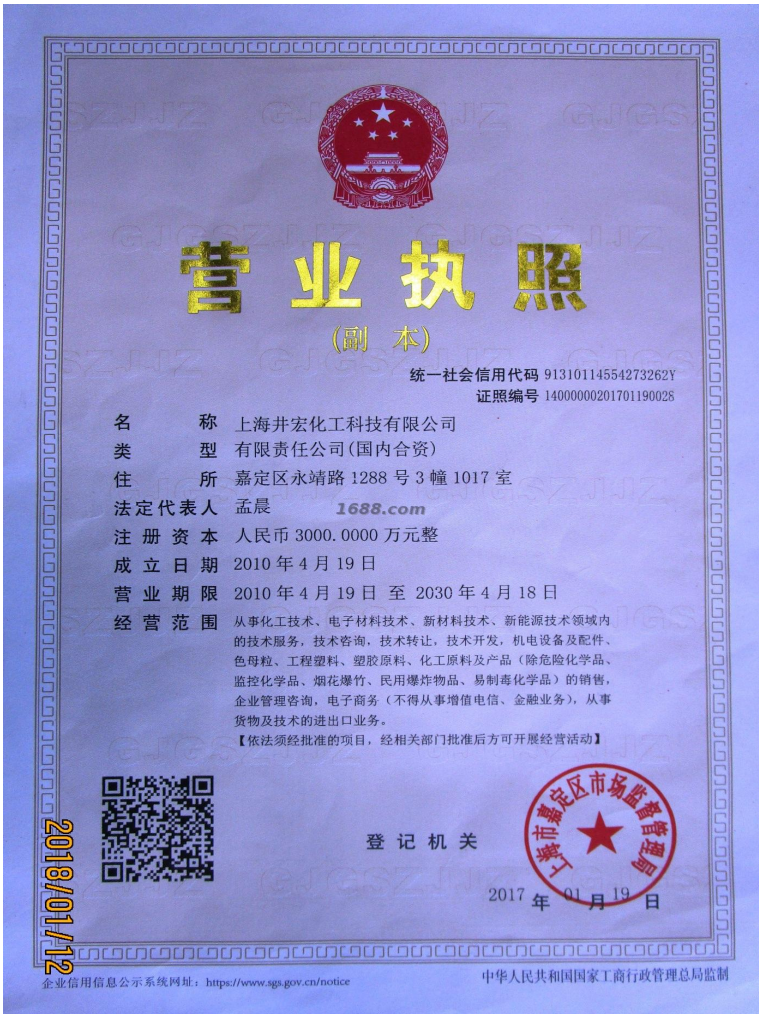 营业执照
(副本)
统一社会信用代码 91310114554273262Y
证照编号 14000000201701190028
名称 上海井宏化工科技有限公司
类型 有限责任公司(国内合资)
住所 嘉定区永靖路1288号3幢1017室
法定代表人 孟晨
1688.com
注册资本 人民币3000.0000万元整
成立日期 2010年4月19日
营业期限 2010年4月19日 至 2030年4月18日
经营范围 从事化工技术、电子材料技术、新材料技术、新能源技术领域内
的技术服务，技术咨询，技术转让，技术开发，机电设备及配件、
色母粒、工程塑料、塑胶原料、化工原料及产品（除危险化学品、
监控化学品、烟花爆竹、民用爆炸物品、易制毒化学品）的销售，
企业管理咨询，电子商务（不得从事增值电信、金融业务），从事
货物及技术的进出口业务。
【依法须经批准的项目，经相关部门批准后方可开展经营活动】
登记机关
上海市嘉定区市场监督管理局
2017年01月19日
2018/01/12
企业信用信息公示系统网址：https://www.sgs.gov.cn/notice
中华人民共和国国家工商行政管理总局监制